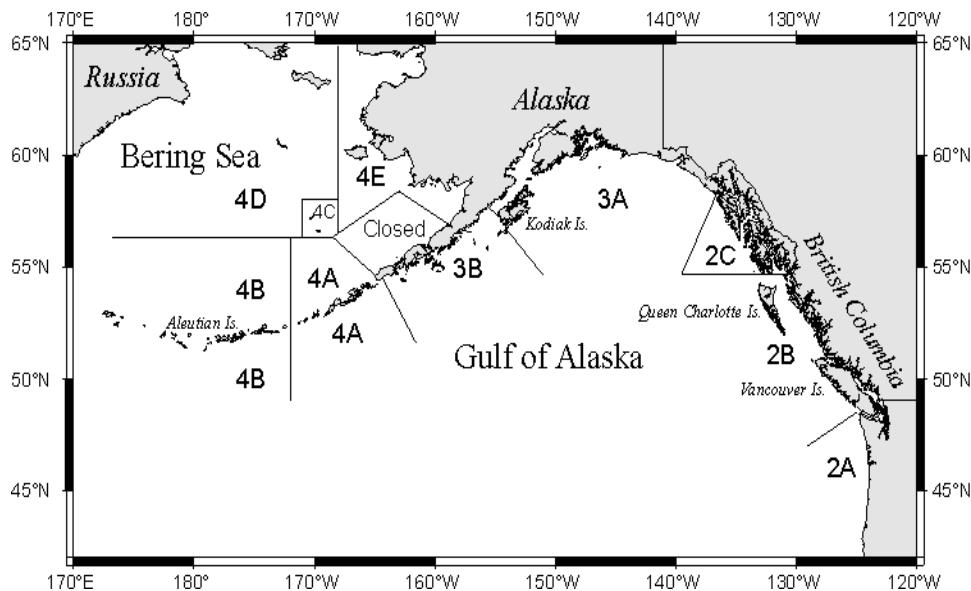 170°E 180° 170°W 160°W 150°W 140°W 130°W 120°W
65°N 65°N
Russia
Alaska
Bering Sea
60°N 60°N
4E
4D
3A
4C
Kodiak Is.
Closed
British Columbia
2C
3B
55°N 55°N
4A
4B
Queen Charlotte Is.
Aleutian Is.
4A
2B
Gulf of Alaska
50°N 50°N
4B
Vancouver Is.
2A
45°N 45°N
170°E 180° 170°W 160°W 150°W 140°W 130°W 120°W